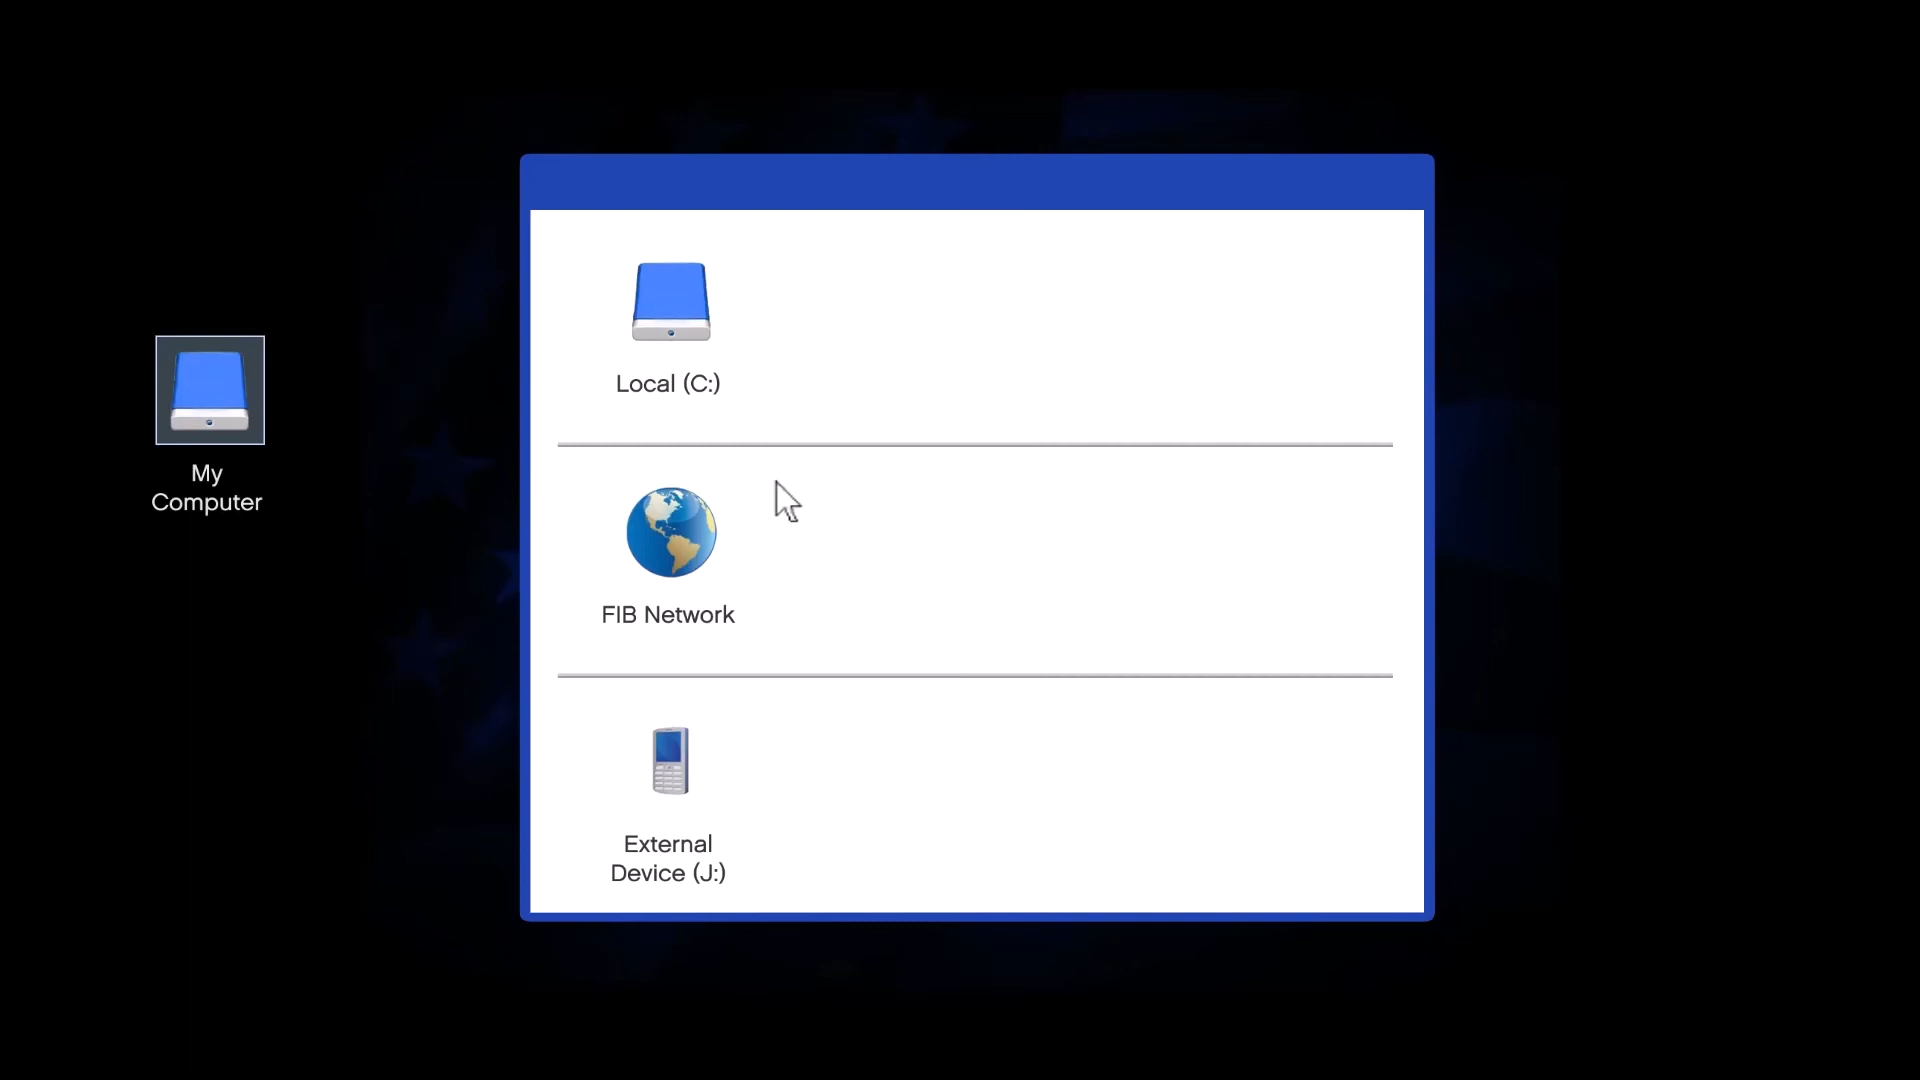 My
Computer
Local (C:)
FIB Network
External
Device (J:)